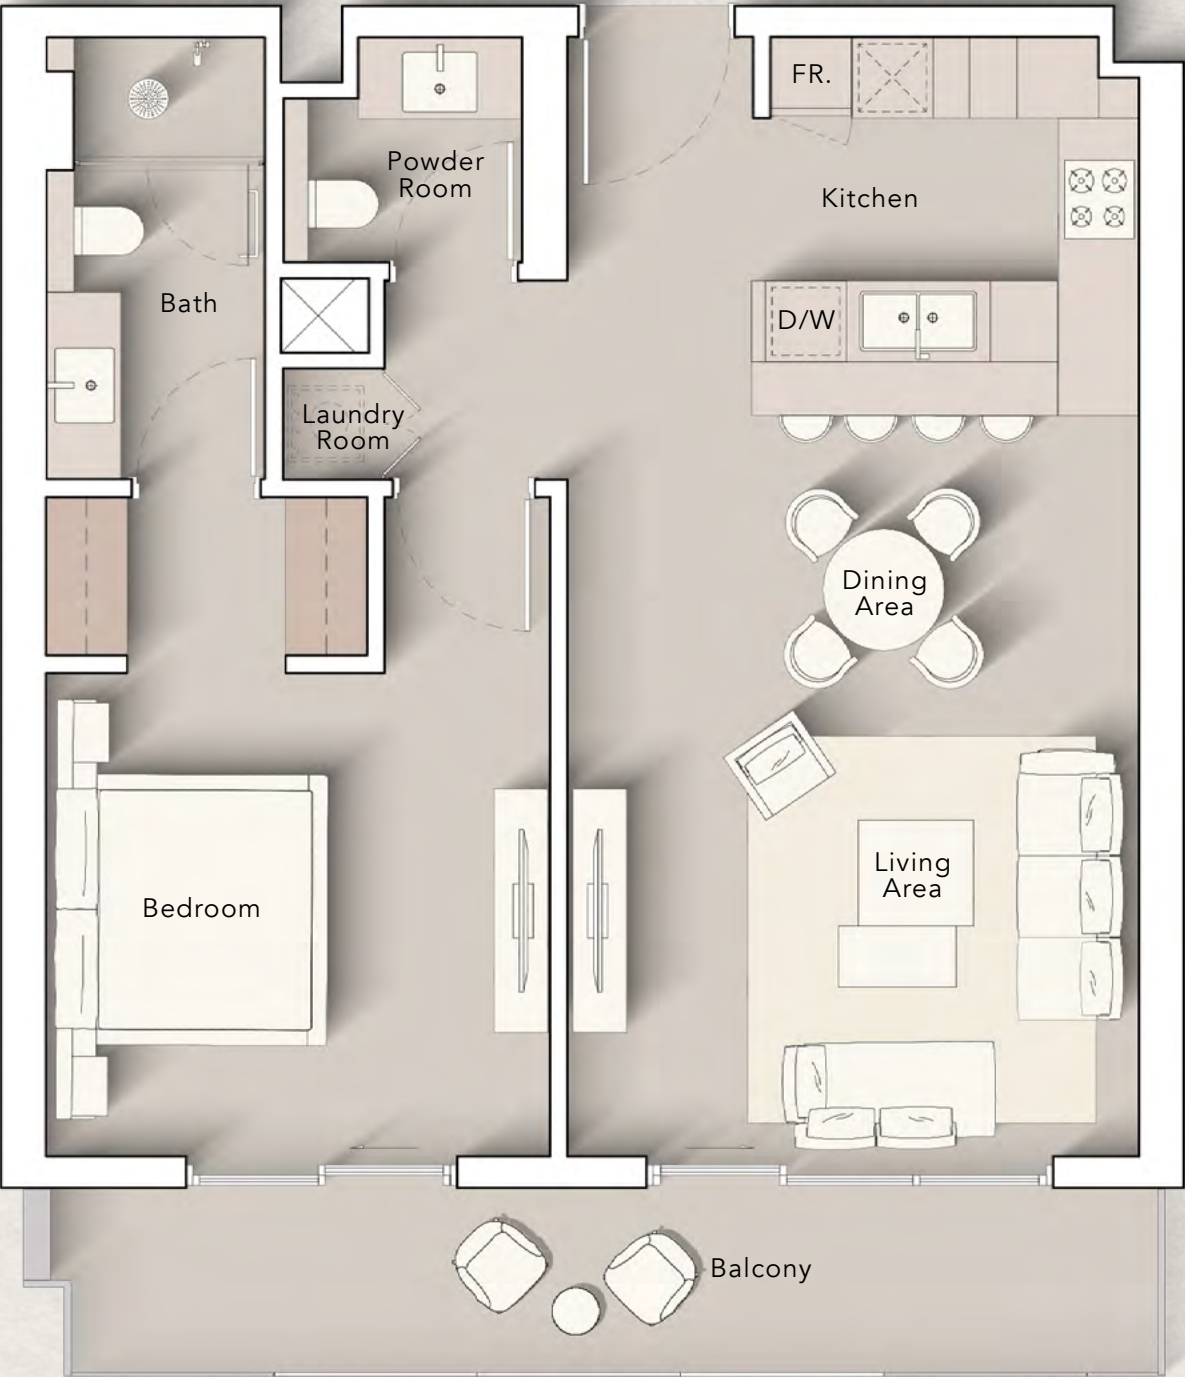 FR.
Powder
Room
Kitchen
Bath
D/W
Laundry
Room
Dining
Area
Living
Area
Bedroom
Balcony